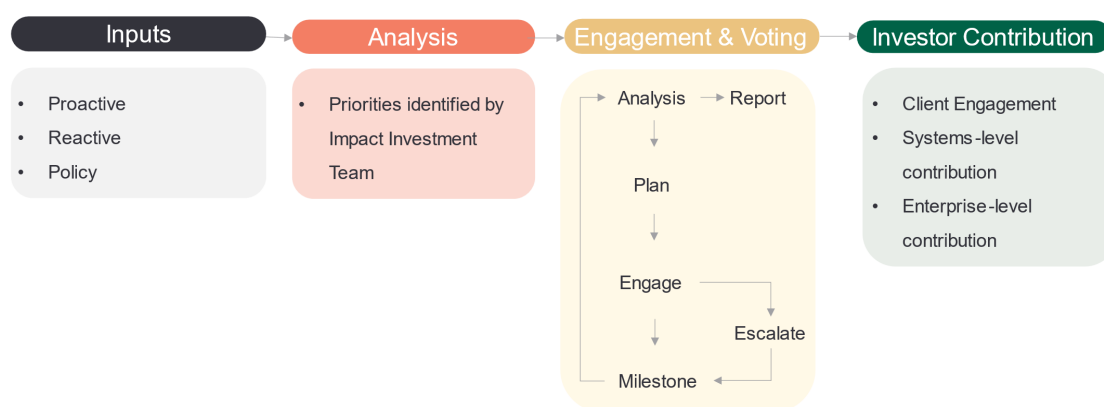 Inputs
• Proactive
• Reactive
• Policy
Analysis
• Priorities identified by
Impact Investment
Team
Engagement & Voting
Analysis
Report
Plan
Engage
Escalate
Milestone
Investor Contribution
• Client Engagement
• Systems-level
contribution
• Enterprise-level
contribution